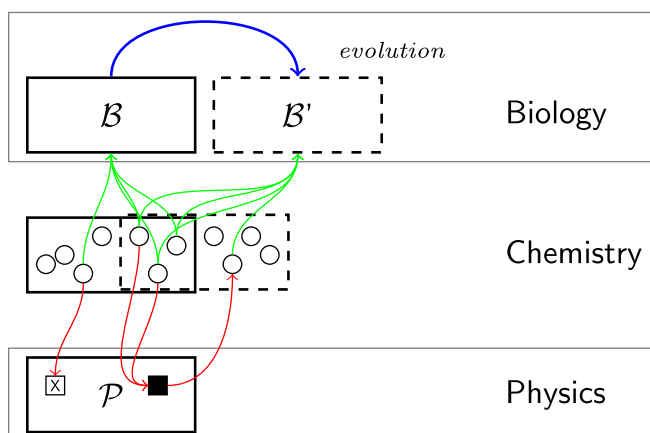 evolution
ℬ
ℬ'
Biology
Chemistry
X
𝒫
Physics